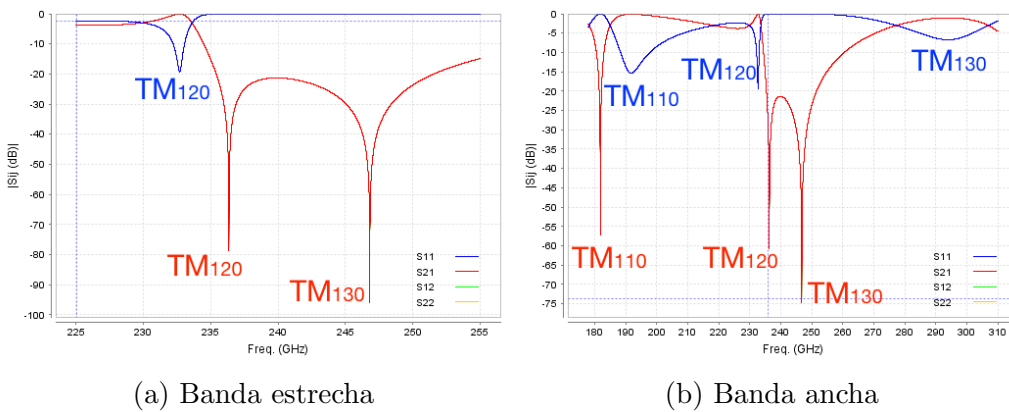 0
-10
-20
-30
-40
-50
-60
-70
-80
-90
-100
|Sij (dB)|
225 230 235 240 245 250 255
Freq. (GHz)
TM120
TM120
TM130
S11
S21
S12
S22
(a) Banda estrecha
0
-5
-10
-15
-20
-25
-30
-35
-40
-45
-50
-55
-60
-65
-70
-75
|Sij (dB)|
180 190 200 210 220 230 240 250 260 270 280 290 300 310
Freq. (GHz)
TM110
TM120
TM130
TM110
TM120
TM130
S11
S21
S12
S22
(b) Banda ancha